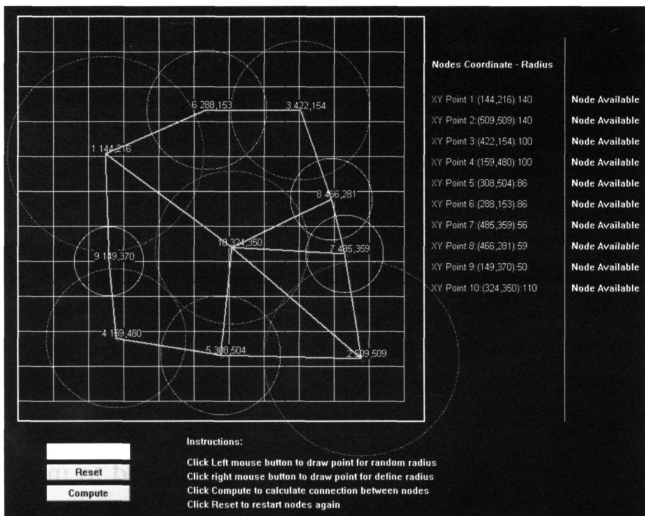 Nodes Coordinate - Radius
XY Point 1:(144,216):140 Node Available
XY Point 2:(509,509):140 Node Available
XY Point 3:(422,154):100 Node Available
XY Point 4:(159,480):100 Node Available
XY Point 5:(308,504):86 Node Available
XY Point 6:(288,153):86 Node Available
XY Point 7:(485,359):56 Node Available
XY Point 8:(466,281):59 Node Available
XY Point 9:(149,370):50 Node Available
XY Point 10:(324,350):110 Node Available
6 288,153
3 422,154
1 144,216
8 466,281
10 324,350
7 485,359
9 149,370
4 159,480
5 308,504
2 509,509
Instructions:
Click Left mouse button to draw point for random radius
Click right mouse button to draw point for define radius
Click Compute to calculate connection between nodes
Click Reset to restart nodes again
Reset
Compute